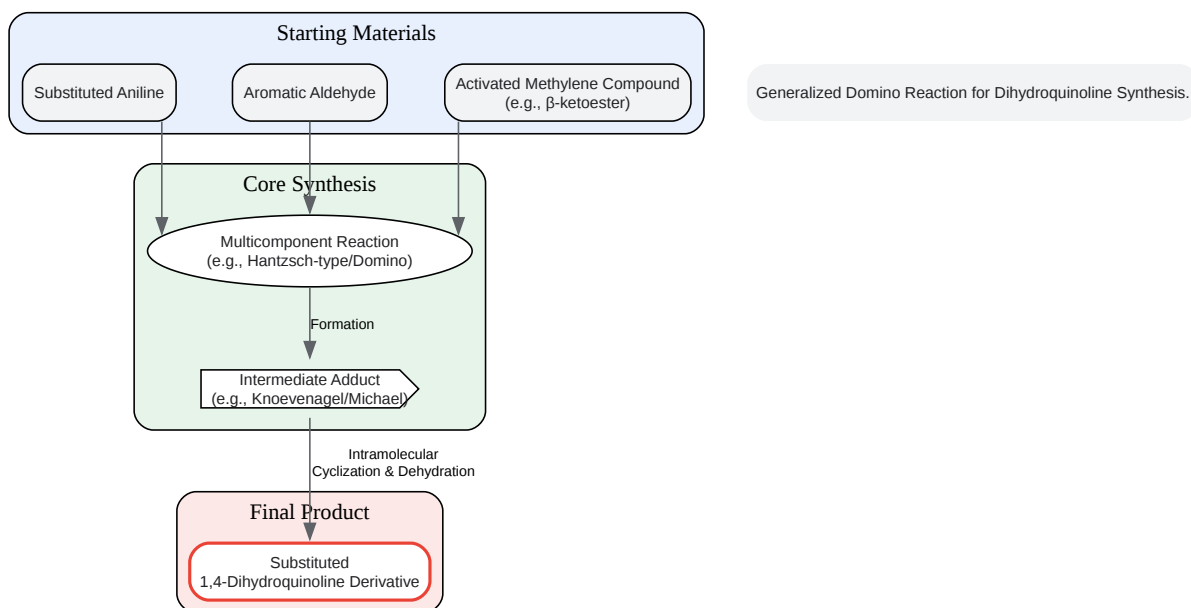 Starting Materials
Substituted Aniline
Aromatic Aldehyde
Activated Methylene Compound
(e.g., β-ketoester)
Generalized Domino Reaction for Dihydroquinoline Synthesis.
Core Synthesis
Multicomponent Reaction
(e.g., Hantzsch-type/Domino)
Formation
Intermediate Adduct
(e.g., Knoevenagel/Michael)
Intramolecular
Cyclization & Dehydration
Final Product
Substituted
1,4-Dihydroquinoline Derivative